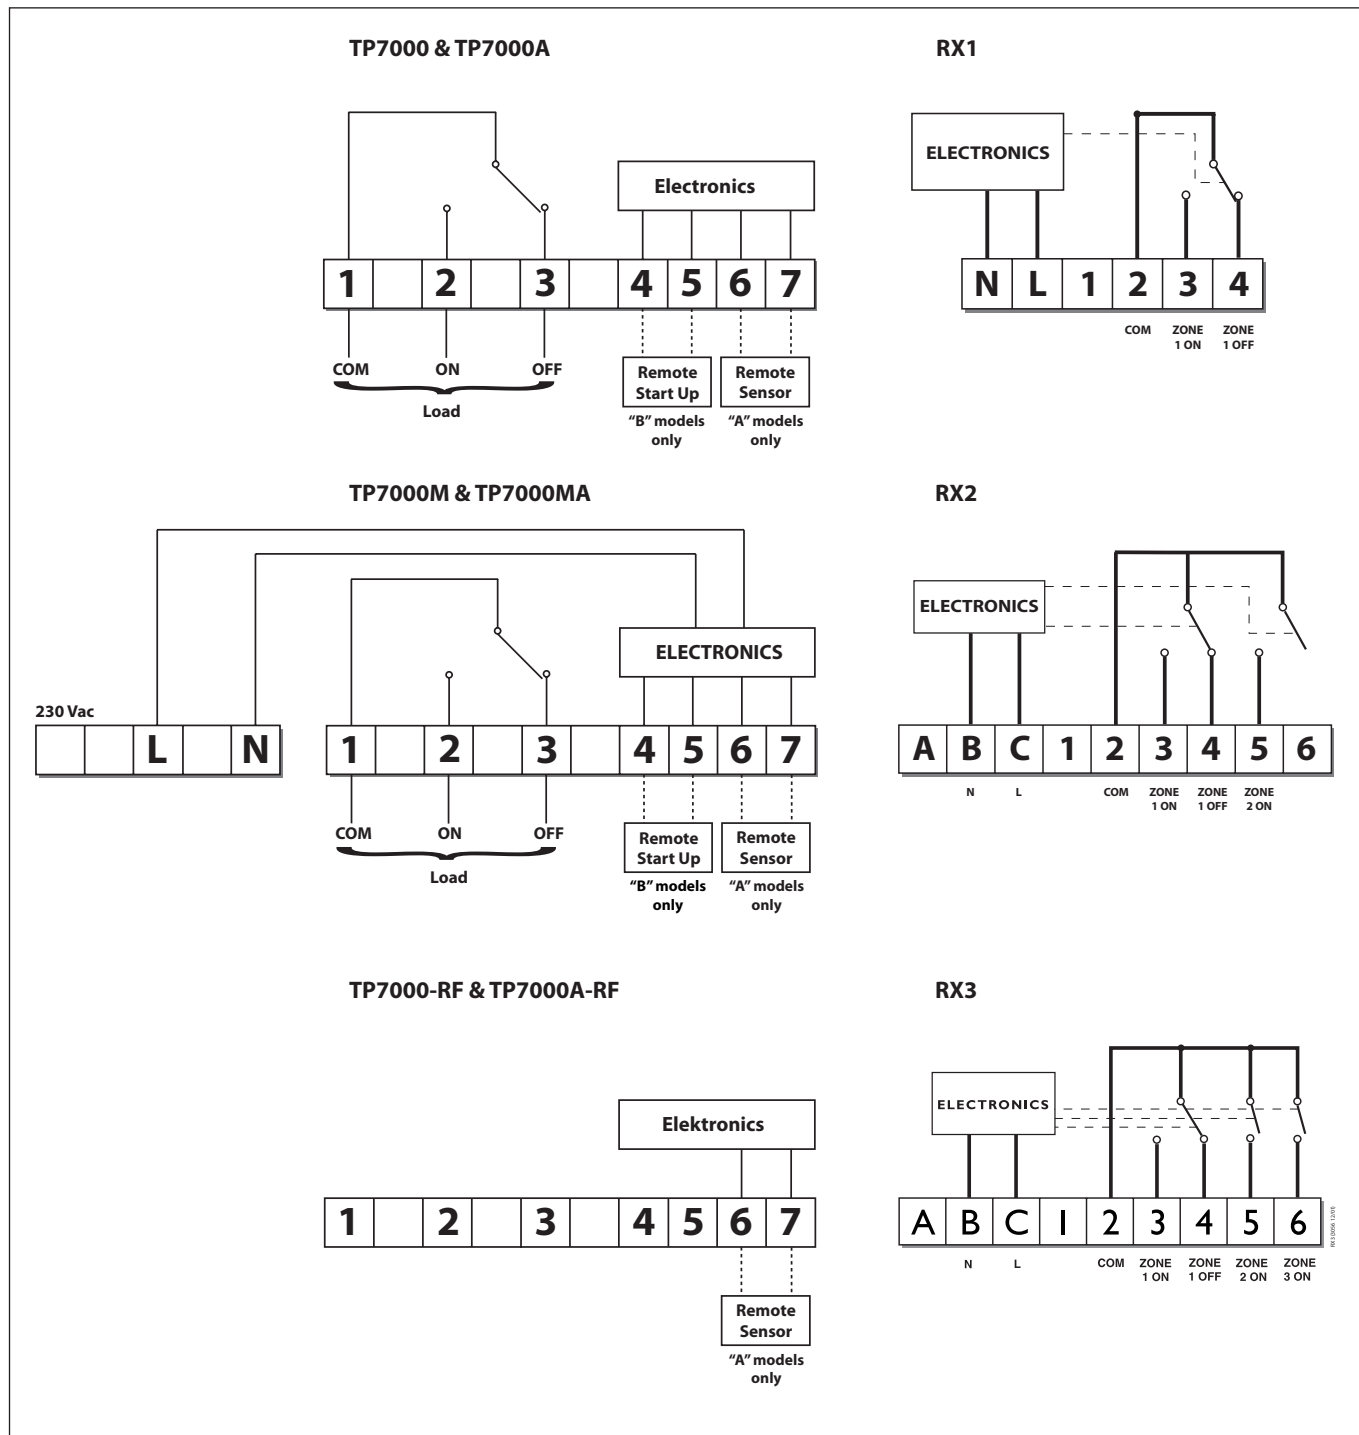 TP7000 & TP7000A
Electronics
1 2 3 4 5 6 7
COM ON OFF
Load
Remote
Start Up
"B" models
only
Remote
Sensor
"A" models
only
RX1
ELECTRONICS
N L 1 2 3 4
COM ZONE
1 ON ZONE
1 OFF
TP7000M & TP7000MA
ELECTRONICS
230 Vac
L N
1 2 3 4 5 6 7
COM ON OFF
Load
Remote
Start Up
"B" models
only
Remote
Sensor
"A" models
only
RX2
ELECTRONICS
A B C 1 2 3 4 5 6
N L COM ZONE
1 ON ZONE
1 OFF ZONE
2 ON
TP7000-RF & TP7000A-RF
Elektronics
1 2 3 4 5 6 7
Remote
Sensor
"A" models
only
RX3
ELECTRONICS
A B C 1 2 3 4 5 6
N L COM ZONE
1 ON ZONE
1 OFF ZONE
2 ON ZONE
3 ON